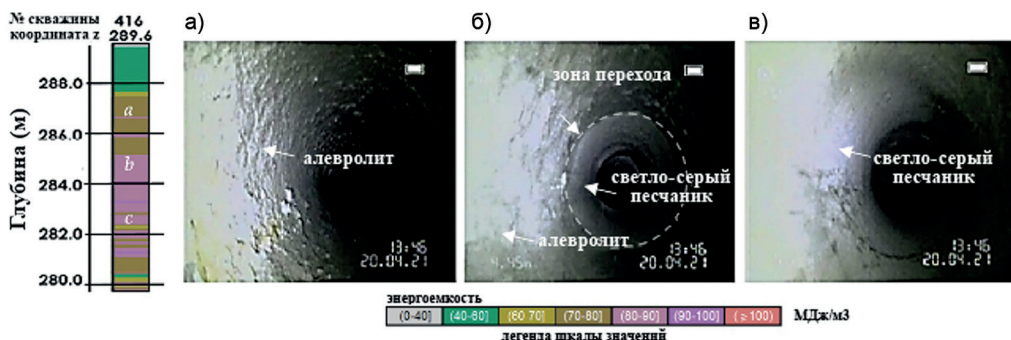 № скважины 416
координата z 289.6
Глубина (м)
288.0
286.0
284.0
282.0
280.0
a
b
c
а)
алевролит
13:46
20.04.21
б)
зона перехода
светло-серый
песчаник
алевролит
4.45m
13:46
20.04.21
в)
светло-серый
песчаник
13:46
20.04.21
энергоемкость
(0-40] (40-60] (60-70] (70-80] (80-90] (90-100] (≥100) МДж/м3
легенда шкалы значений